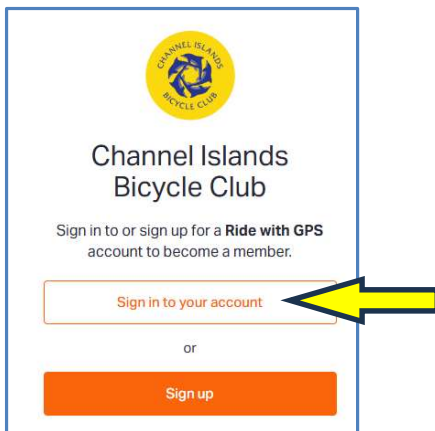 CHANNEL ISLANDS
BICYCLE CLUB
Channel Islands
Bicycle Club
Sign in to or sign up for a Ride with GPS
account to become a member.
Sign in to your account
or
Sign up